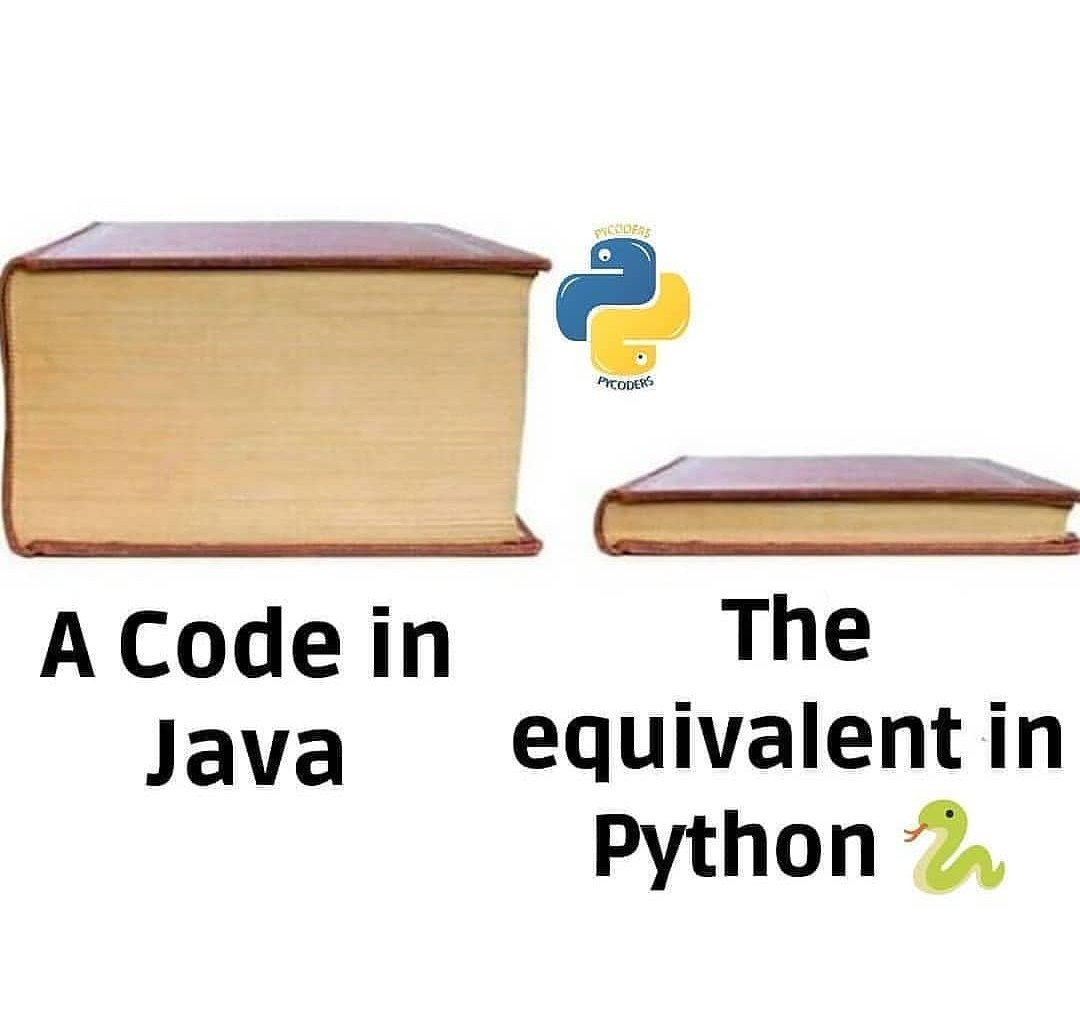 PYCODERS
PYCODERS
A Code in
Java
The
equivalent in
Python 🐍